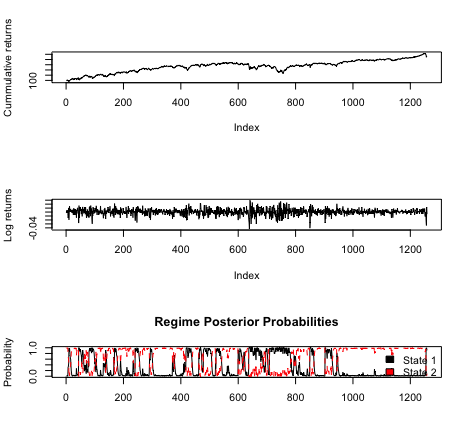 Cummulative returns
100
0 200 400 600 800 1000 1200
Index
Log returns
-0.04
0 200 400 600 800 1000 1200
Index
Regime Posterior Probabilities
Probability
1.0
0.0
State 1
State 2
0 200 400 600 800 1000 1200